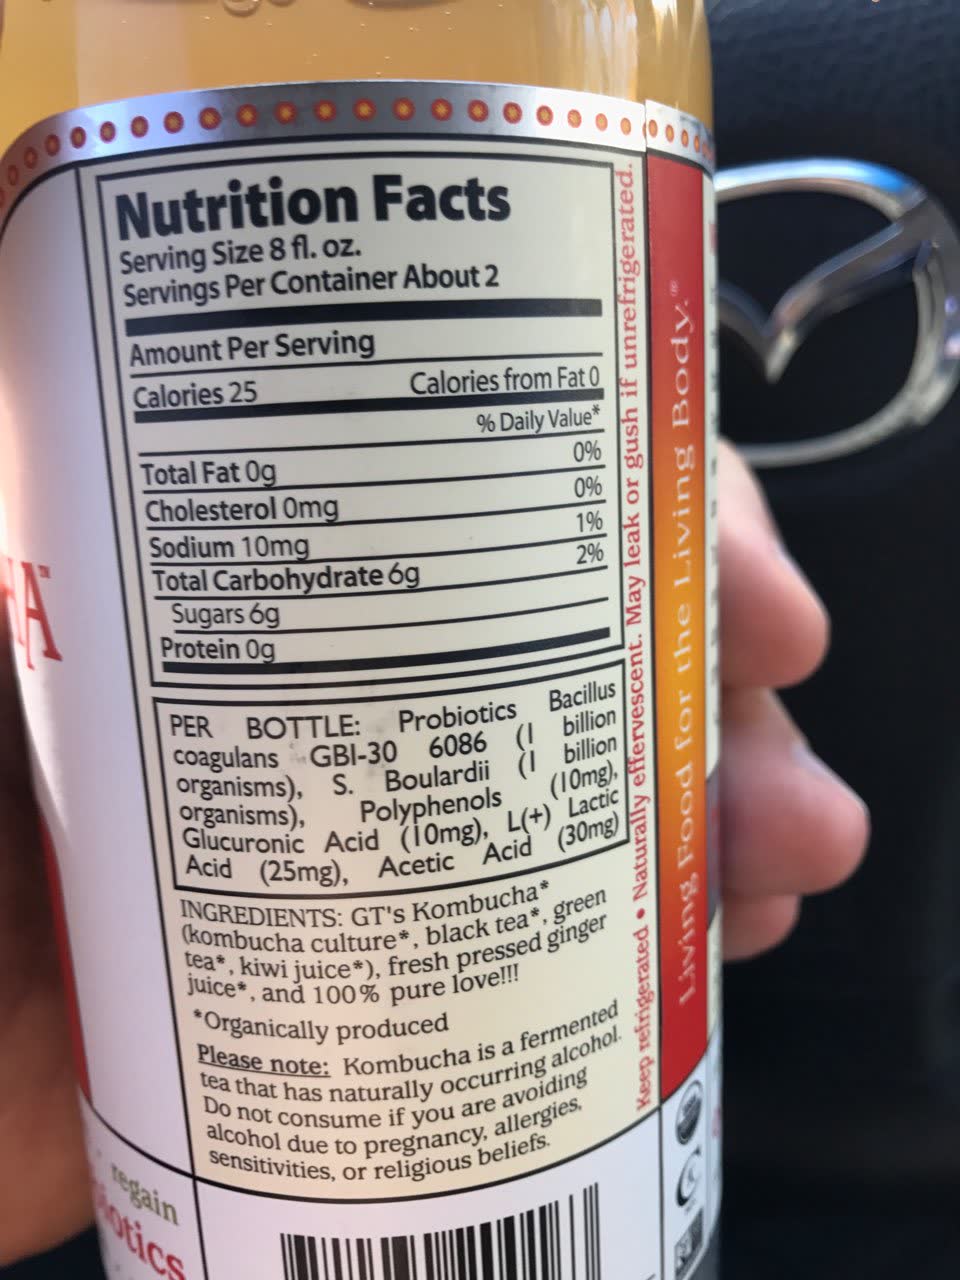 Nutrition Facts
Serving Size 8 fl. oz.
Servings Per Container About 2
Amount Per Serving
Calories 25 Calories from Fat 0
% Daily Value*
Total Fat 0g 0%
Cholesterol 0mg 0%
Sodium 10mg 1%
Total Carbohydrate 6g 2%
Sugars 6g
Protein 0g
PER BOTTLE: Probiotics Bacillus
coagulans GBI-30 6086 (1 billion
organisms), S. Boulardii (1 billion
organisms), Polyphenols (10mg),
Glucuronic Acid (10mg), L(+) Lactic
Acid (25mg), Acetic Acid (30mg)
INGREDIENTS: GT's Kombucha*
(kombucha culture*, black tea*, green
tea*, kiwi juice*), fresh pressed ginger
juice*, and 100% pure love!!!
*Organically produced
Please note: Kombucha is a fermented
tea that has naturally occurring alcohol.
Do not consume if you are avoiding
alcohol due to pregnancy, allergies,
sensitivities, or religious beliefs.
Keep refrigerated • Naturally effervescent. May leak or gush if unrefrigerated.
Living Food for the Living Body.®
regain